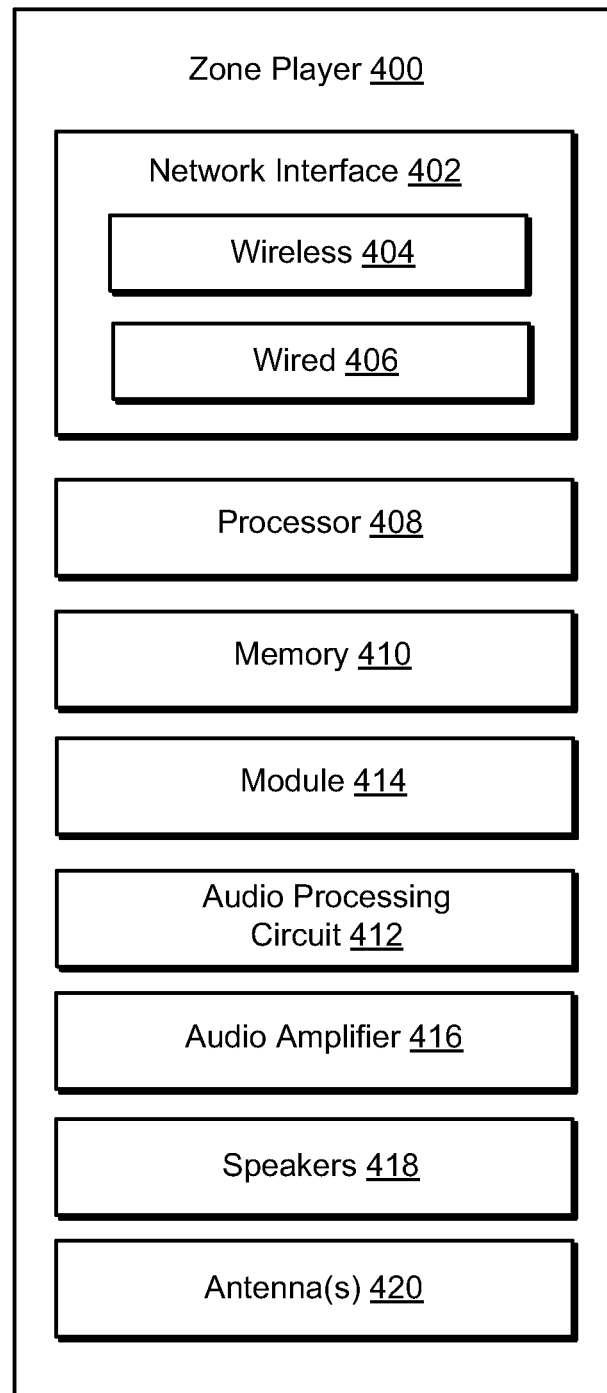 Zone Player 400
Network Interface 402
Wireless 404
Wired 406
Processor 408
Memory 410
Module 414
Audio Processing
Circuit 412
Audio Amplifier 416
Speakers 418
Antenna(s) 420